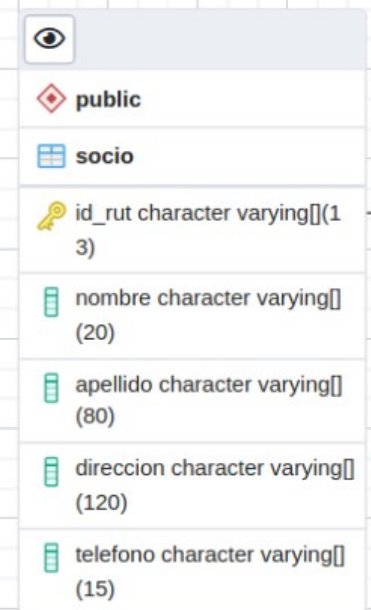 public
socio
id_rut character varying[](1
3)
nombre character varying[]
(20)
apellido character varying[]
(80)
direccion character varying[]
(120)
telefono character varying[]
(15)